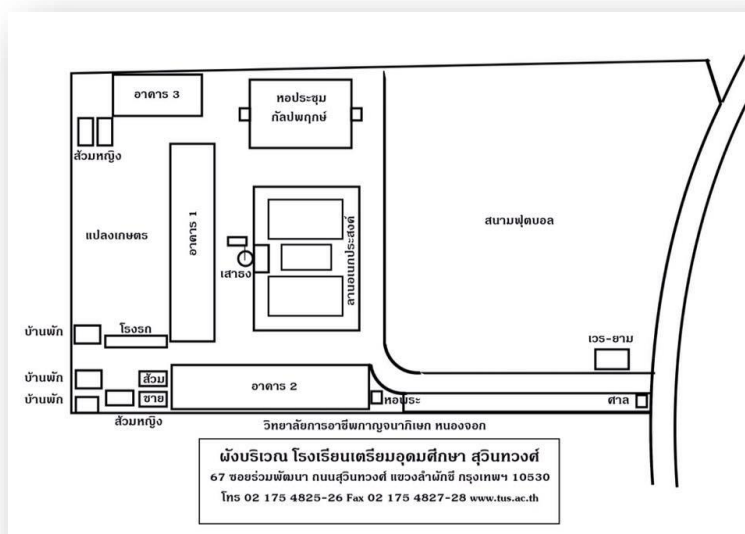 อาคาร 3
หอประชุม
กัลปพฤกษ์
ส้วมหญิง
แปลงเกษตร
อาคาร 1
เสาธง
ลานอเนกประสงค์
สนามฟุตบอล
บ้านพัก
โรงรถ
เวร-ยาม
บ้านพัก
ส้วม
อาคาร 2
บ้านพัก
ชาย
หอพระ
ศาล
ส้วมหญิง
วิทยาลัยการอาชีพกาญจนาภิเษก หนองจอก
ผังบริเวณ โรงเรียนเตรียมอุดมศึกษา สุวินทวงศ์
67 ซอยร่วมพัฒนา ถนนสุวินทวงศ์ แขวงลำผักชี กรุงเทพฯ 10530
โทร 02 175 4825-26 Fax 02 175 4827-28 www.tus.ac.th